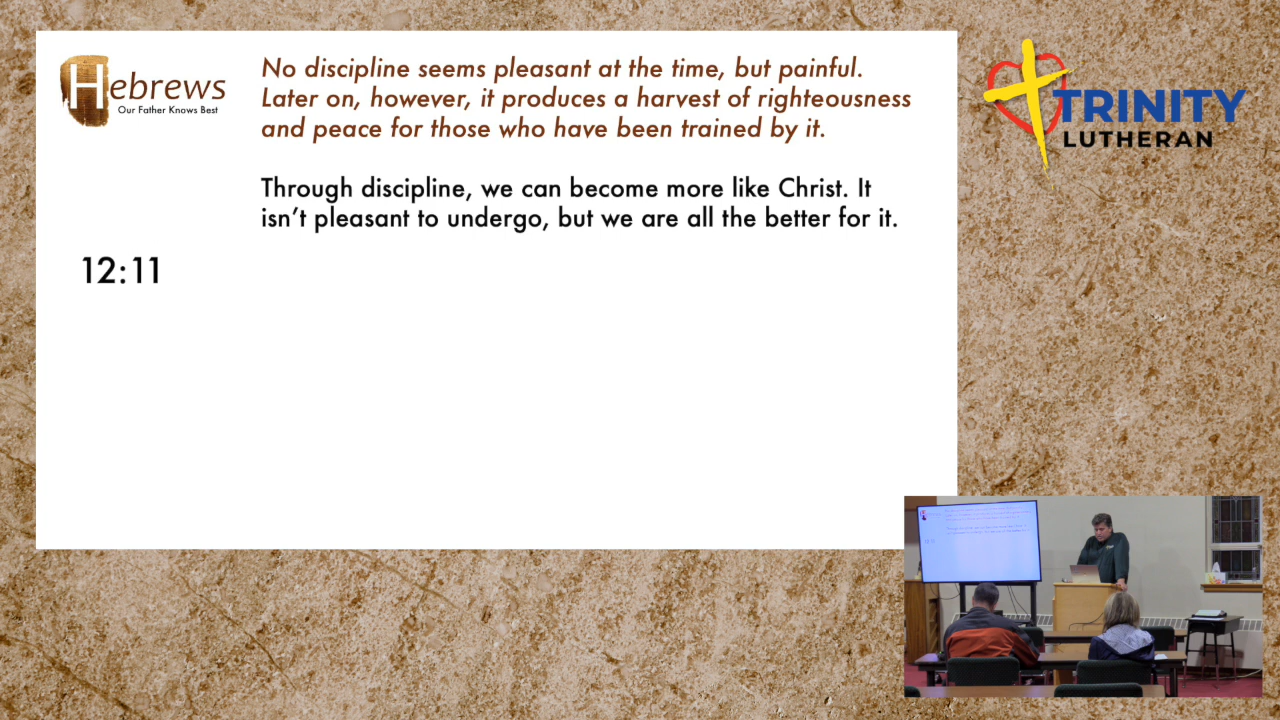 Hebrews
Our Father Knows Best
No discipline seems pleasant at the time, but painful.
Later on, however, it produces a harvest of righteousness
and peace for those who have been trained by it.
Through discipline, we can become more like Christ. It
isn't pleasant to undergo, but we are all the better for it.
12:11
TRINITY
LUTHERAN